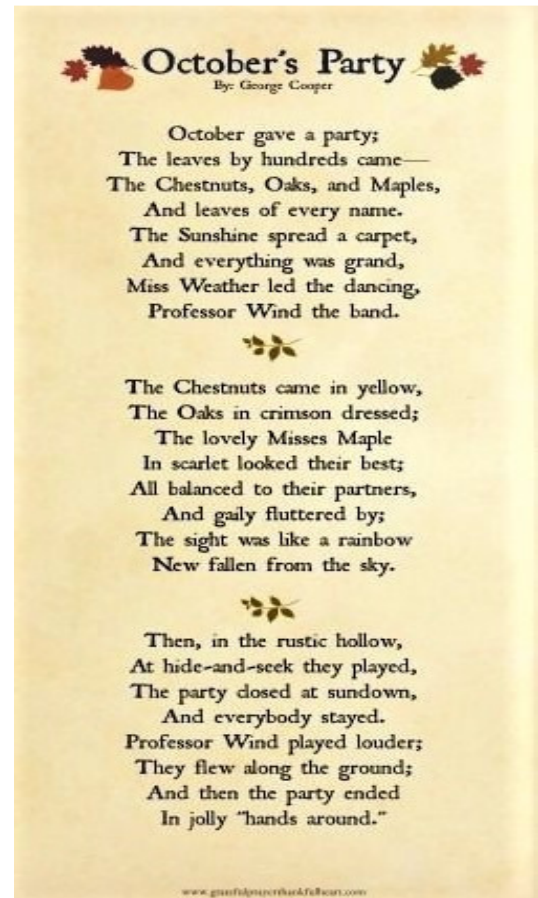 October's Party
By: George Cooper
October gave a party;
The leaves by hundreds came—
The Chestnuts, Oaks, and Maples,
And leaves of every name.
The Sunshine spread a carpet,
And everything was grand,
Miss Weather led the dancing,
Professor Wind the band.
The Chestnuts came in yellow,
The Oaks in crimson dressed;
The lovely Misses Maple
In scarlet looked their best;
All balanced to their partners,
And gaily fluttered by;
The sight was like a rainbow
New fallen from the sky.
Then, in the rustic hollow,
At hide-and-seek they played,
The party closed at sundown,
And everybody stayed.
Professor Wind played louder;
They flew along the ground;
And then the party ended
In jolly "hands around."
www.gratefulprayerthankfulheart.com